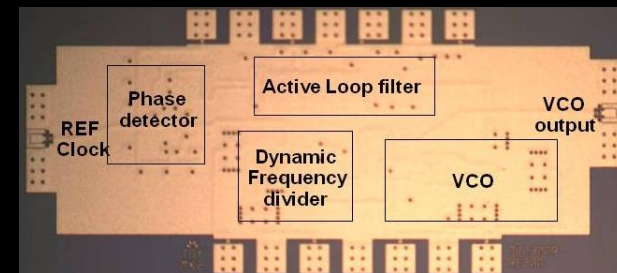 Phase
detector
Active Loop filter
REF
Clock
VCO
output
Dynamic
Frequency
divider
VCO